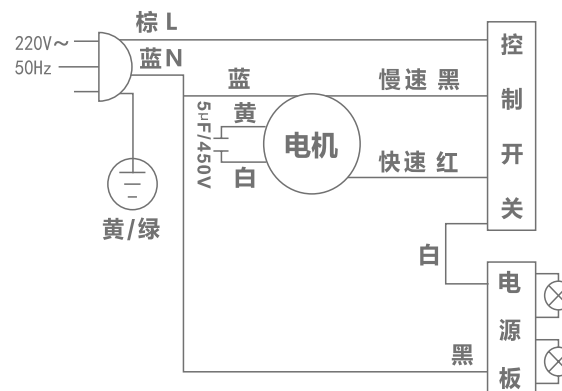 棕 L
220V～
50Hz
蓝 N
控制开关
蓝
慢速 黑
黄
5μF/450V
电机
白
快速 红
黄/绿
白
电源板
黑